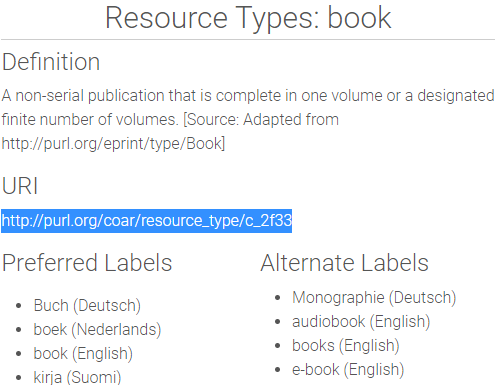 Resource Types: book
Definition
A non-serial publication that is complete in one volume or a designated
finite number of volumes. [Source: Adapted from
http://purl.org/eprint/type/Book]
URI
http://purl.org/coar/resource_type/c_2f33
Preferred Labels
Buch (Deutsch)
boek (Nederlands)
book (English)
kirja (Suomi)
Alternate Labels
Monographie (Deutsch)
audiobook (English)
books (English)
e-book (English)